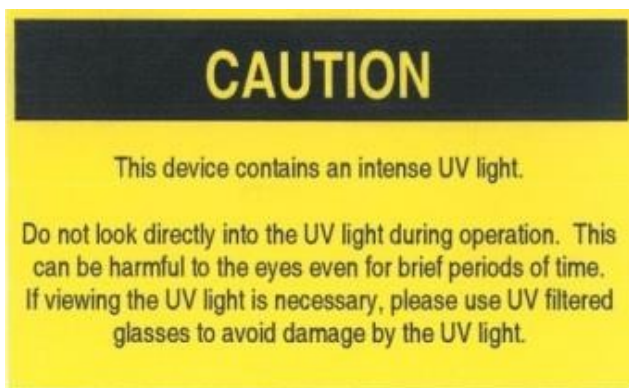 CAUTION
This device contains an intense UV light.
Do not look directly into the UV light during operation.  This
can be harmful to the eyes even for brief periods of time.
If viewing the UV light is necessary, please use UV filtered
glasses to avoid damage by the UV light.